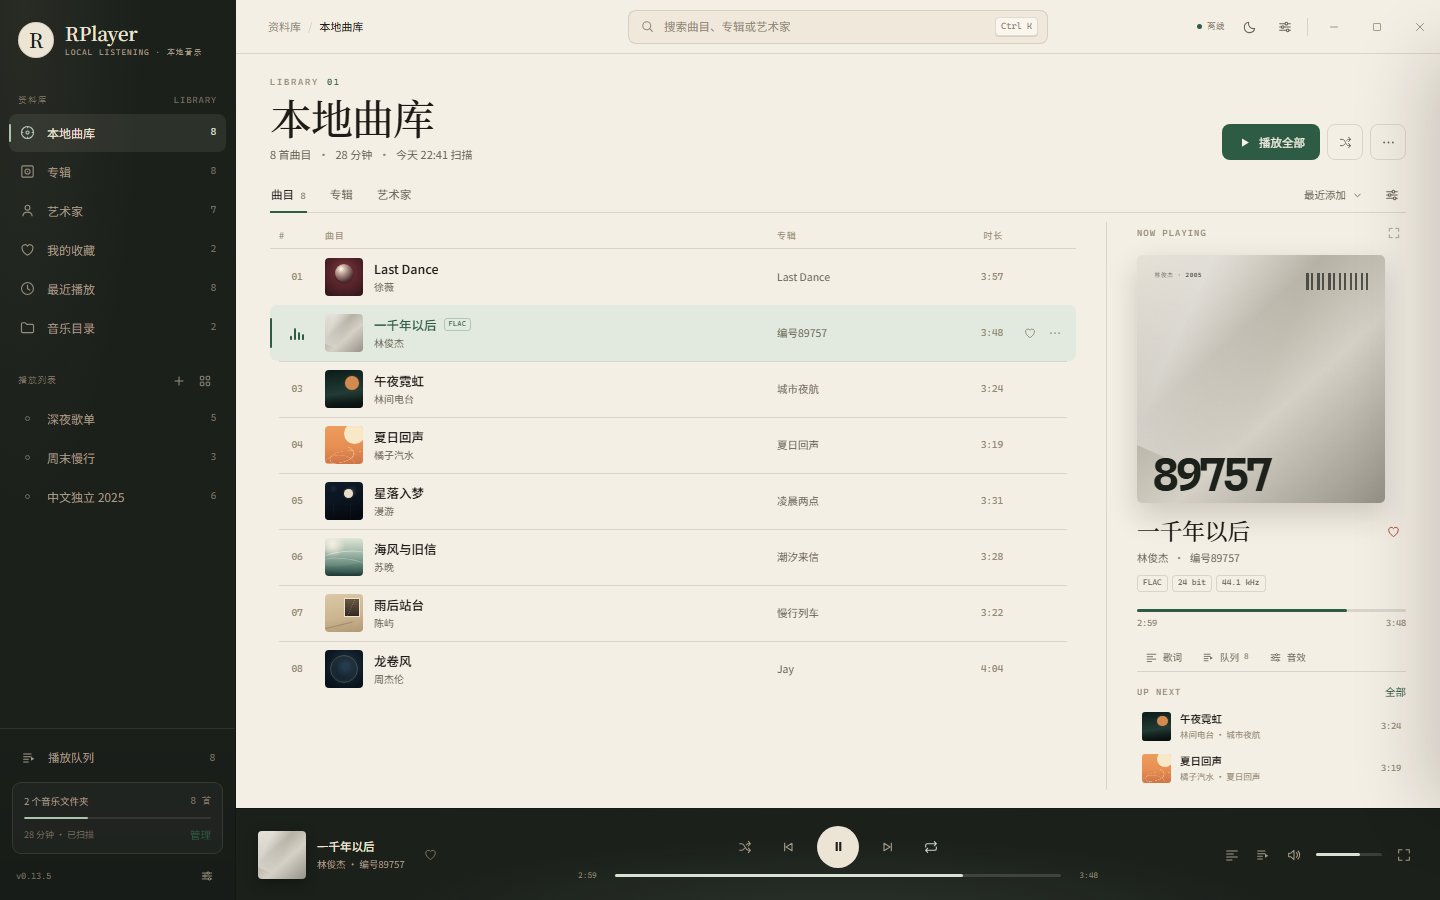 R
RPlayer
LOCAL LISTENING · 本地音乐
资料库 LIBRARY
本地曲库 8
专辑 8
艺术家 7
我的收藏 2
最近播放 8
音乐目录 2
播放列表
深夜歌单 5
周末慢行 3
中文独立 2025 6
播放队列 8
2 个音乐文件夹 8 首
28 分钟 • 已扫描 管理
v0.13.5
资料库 / 本地曲库
搜索曲目、专辑或艺术家 Ctrl K
LIBRARY 01
本地曲库
8 首曲目 • 28 分钟 • 今天 22:41 扫描
播放全部
曲目 8 专辑 艺术家
最近添加
# 曲目 专辑 时长
01 Last Dance Last Dance 3:57
徐薇
一千年以后 FLAC 编号89757 3:48
林俊杰
03 午夜霓虹 城市夜航 3:24
林间电台
04 夏日回声 夏日回声 3:19
橘子汽水
05 星落入梦 凌晨两点 3:31
漫游
06 海风与旧信 潮汐来信 3:28
苏晚
07 雨后站台 慢行列车 3:22
陈屿
08 龙卷风 Jay 4:04
周杰伦
NOW PLAYING
林俊杰 · 2005
89757
一千年以后
林俊杰 • 编号89757
FLAC 24 bit 44.1 kHz
2:59 3:48
歌词 队列 8 音效
UP NEXT 全部
午夜霓虹 3:24
林间电台 • 城市夜航
夏日回声 3:19
橘子汽水 • 夏日回声
一千年以后
林俊杰 • 编号89757
2:59 3:48